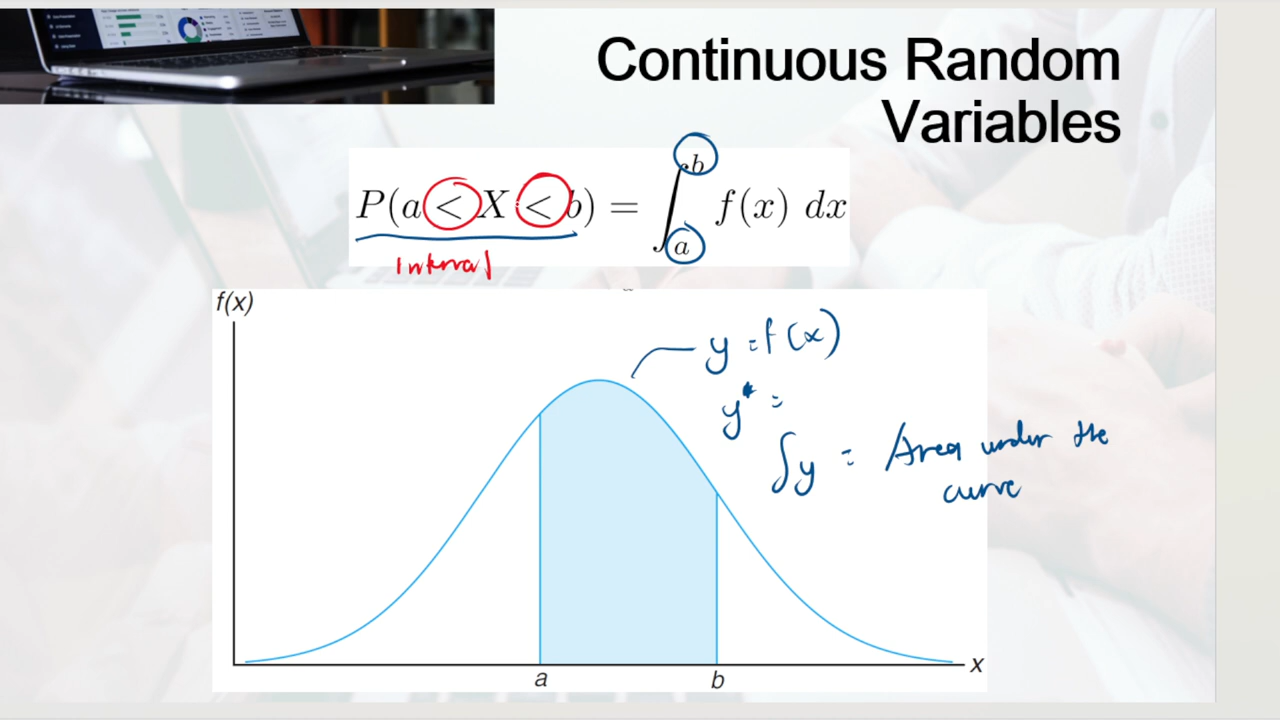 Continuous Random
Variables
P(a < X < b) = ∫_a^b f(x) dx
Interval
f(x)
y = f(x)
y* =
∫y = Area under the
curve
x
a b